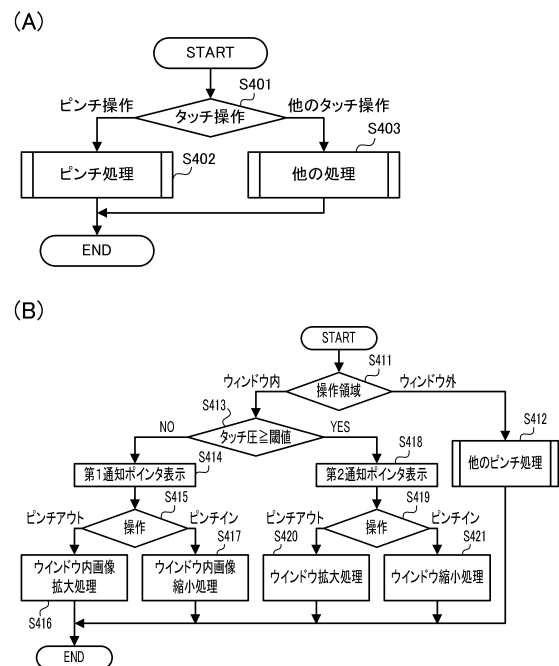 (A)
START
S401
ピンチ操作
タッチ操作
他のタッチ操作
S402
S403
ピンチ処理
他の処理
END
(B)
START
S411
ウィンドウ内
操作領域
ウィンドウ外
S413
NO
タッチ圧≧閾値
YES
S412
他のピンチ処理
S414
第1通知ポインタ表示
S418
第2通知ポインタ表示
S415
ピンチアウト
操作
ピンチイン
S419
ピンチアウト
操作
ピンチイン
S417
S420
S421
ウインドウ内画像
拡大処理
ウインドウ内画像
縮小処理
ウインドウ拡大処理
ウインドウ縮小処理
S416
END